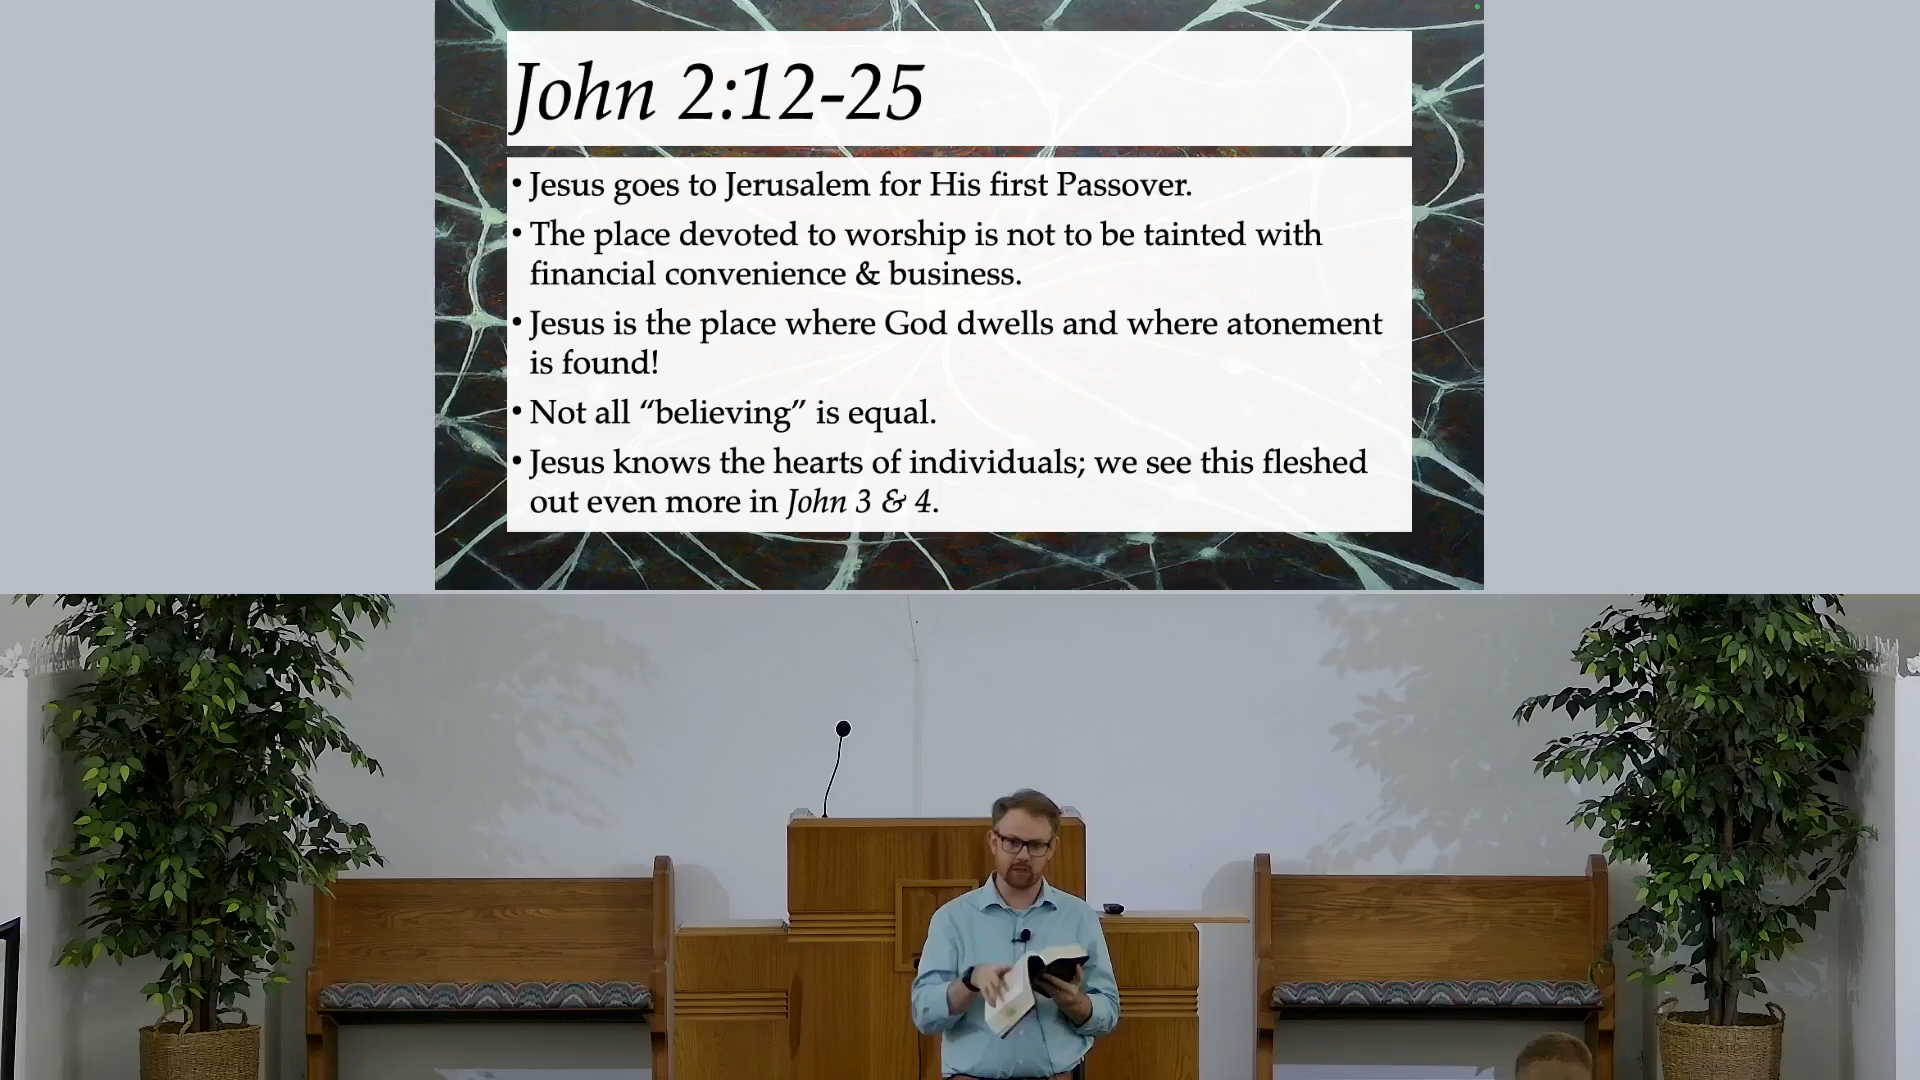 John 2:12-25
• Jesus goes to Jerusalem for His first Passover.
• The place devoted to worship is not to be tainted with
financial convenience & business.
• Jesus is the place where God dwells and where atonement
is found!
• Not all “believing” is equal.
• Jesus knows the hearts of individuals; we see this fleshed
out even more in John 3 & 4.